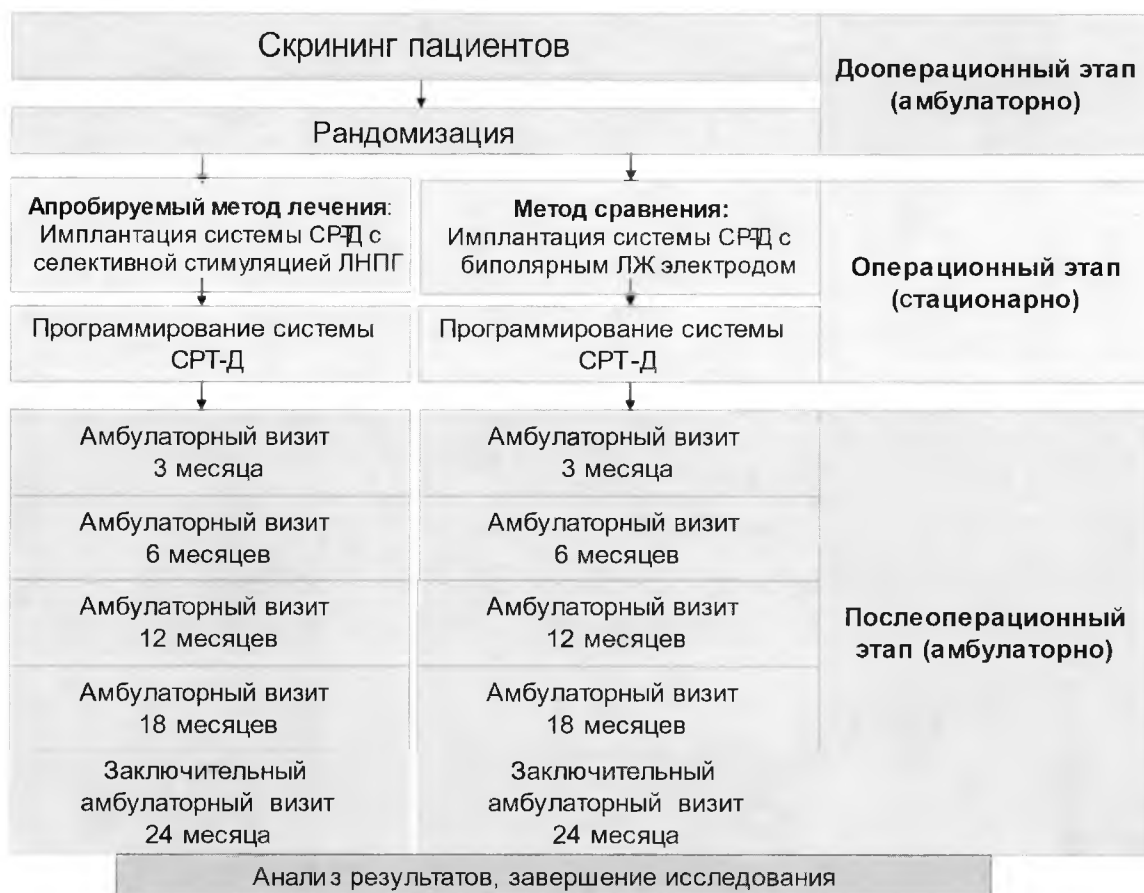 Скрининг пациентов
Рандомизация
Дооперационный этап
(амбулаторно)
Апробируемый метод лечения:
Имплантация системы СРТ-Д с
селективной стимуляцией ЛНПГ
Метод сравнения:
Имплантация системы СРТ-Д с
биполярным ЛЖ электродом
Операционный этап
(стационарно)
Программирование системы
СРТ-Д
Программирование системы
СРТ-Д
Амбулаторный визит
3 месяца
Амбулаторный визит
3 месяца
Амбулаторный визит
6 месяцев
Амбулаторный визит
6 месяцев
Амбулаторный визит
12 месяцев
Амбулаторный визит
12 месяцев
Послеоперационный
этап (амбулаторно)
Амбулаторный визит
18 месяцев
Амбулаторный визит
18 месяцев
Заключительный
амбулаторный визит
24 месяца
Заключительный
амбулаторный визит
24 месяца
Анализ результатов, завершение исследования